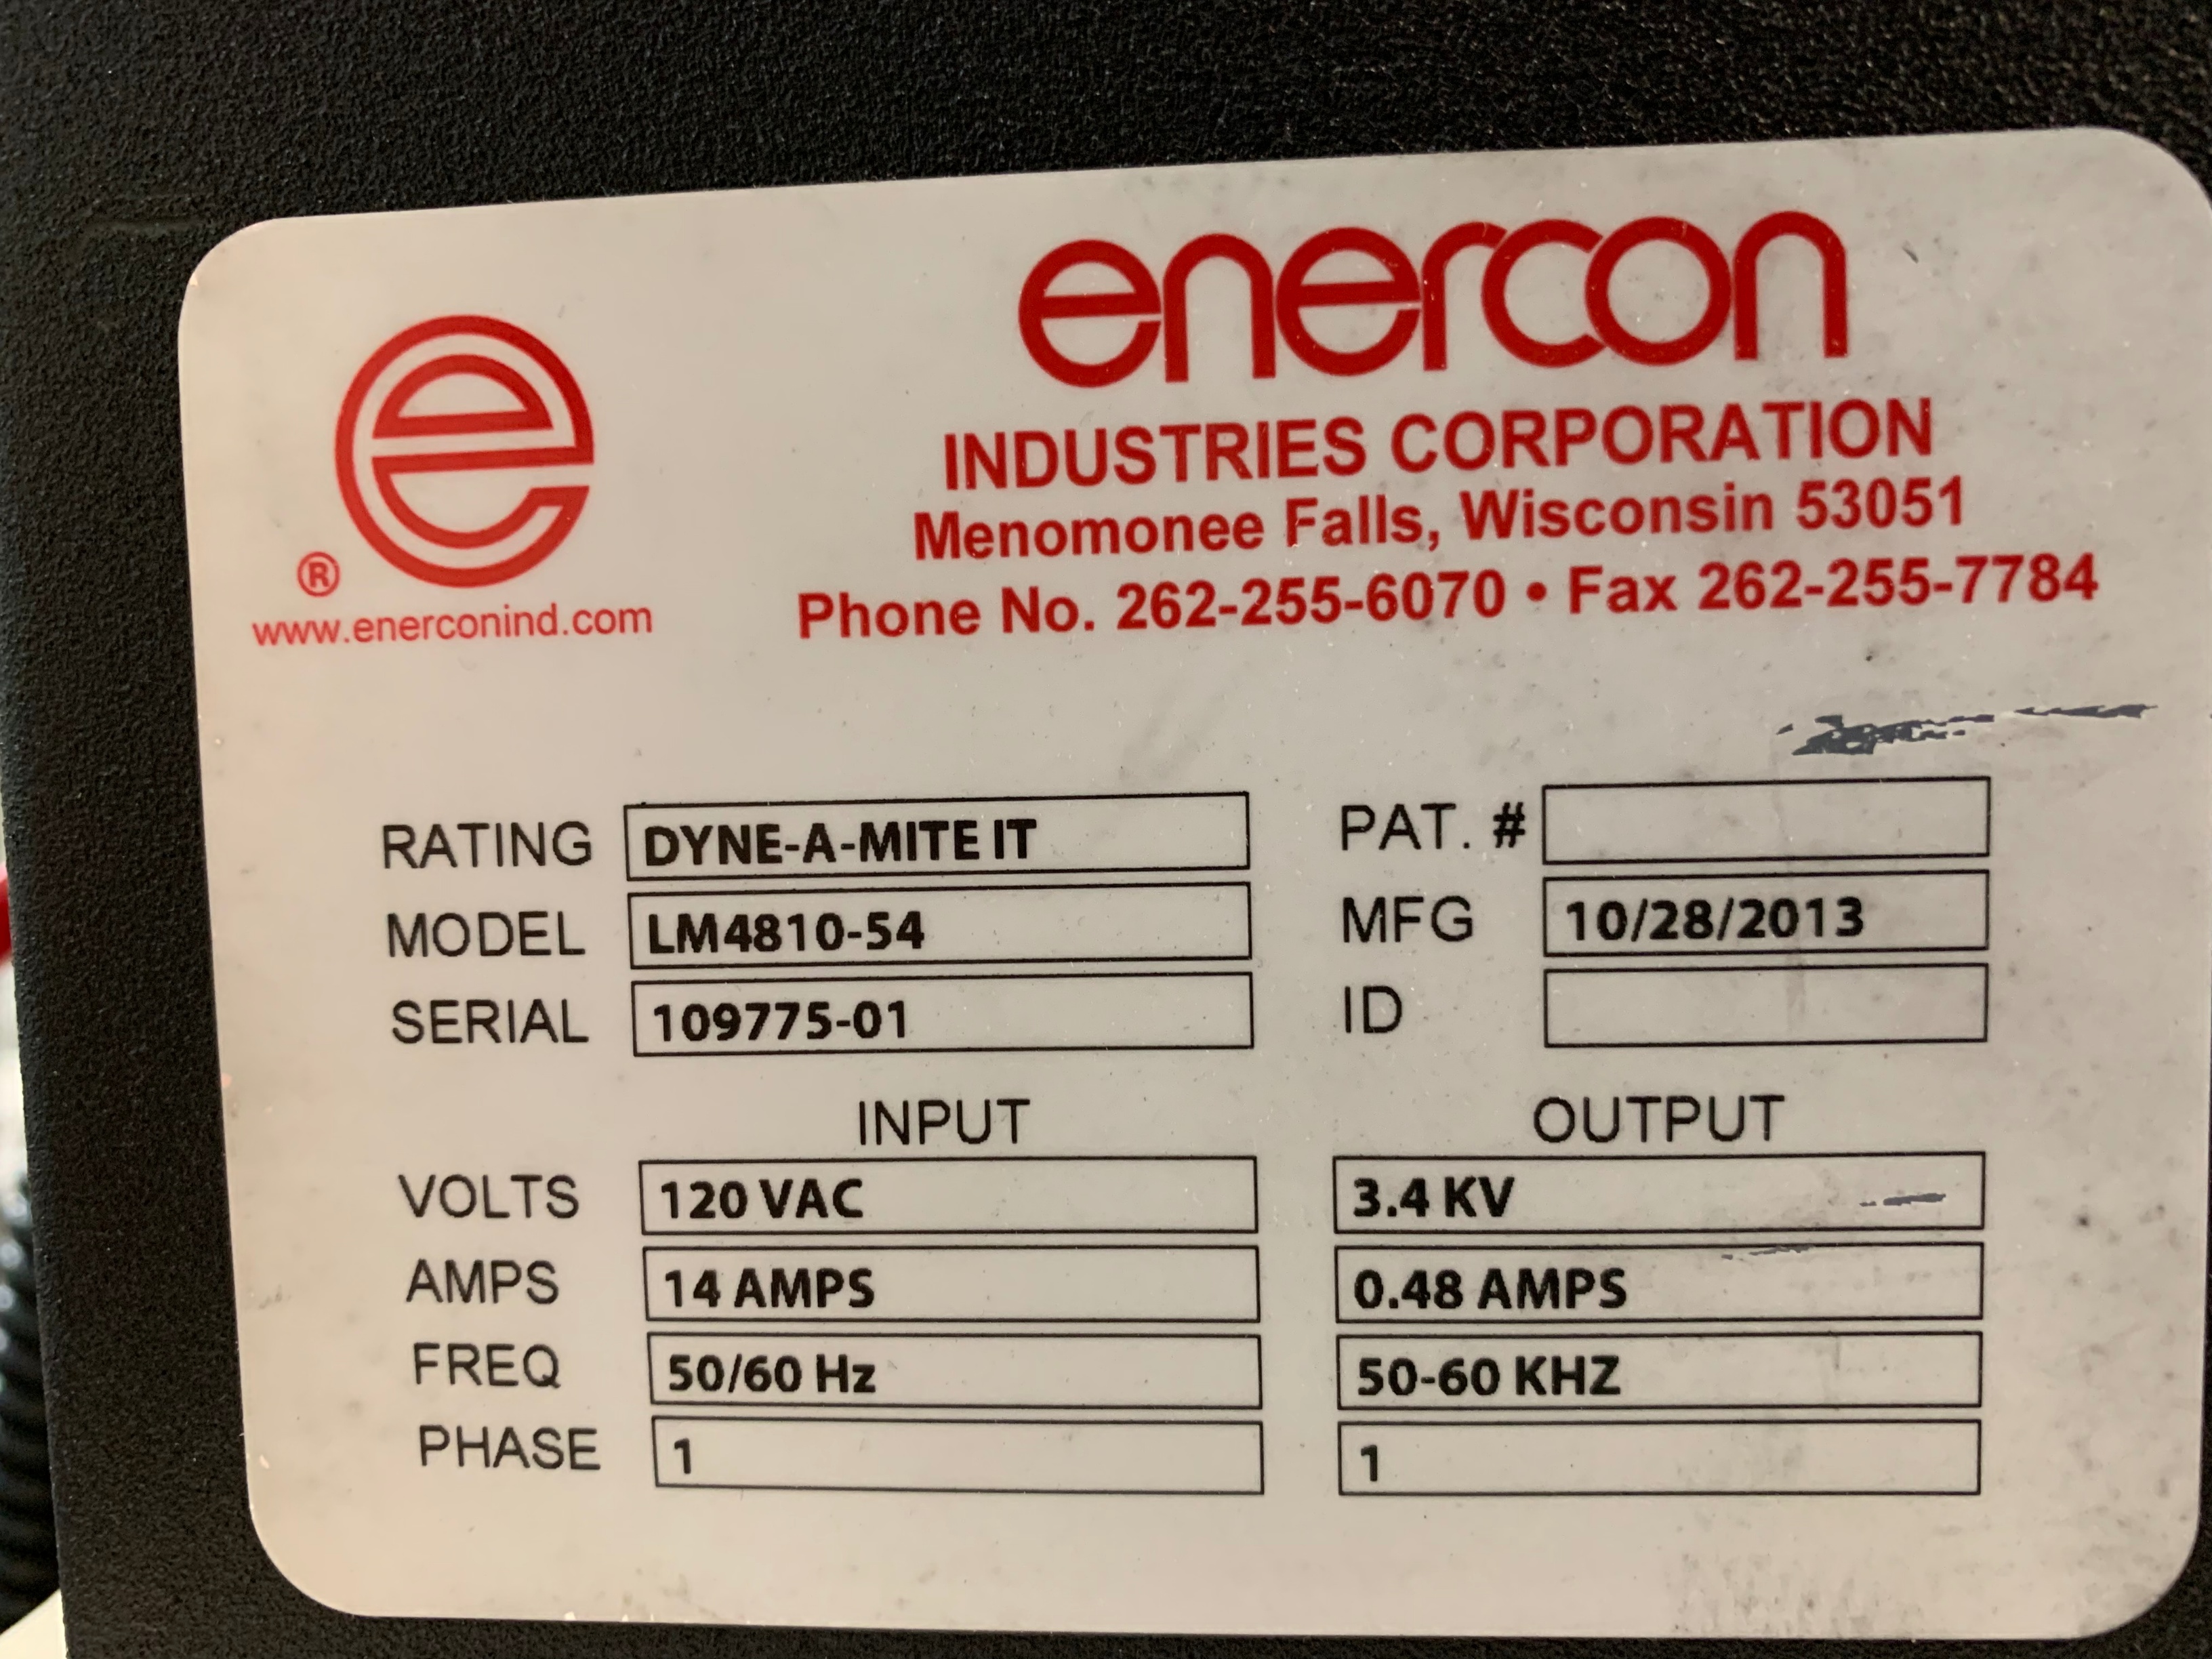 enercon
INDUSTRIES CORPORATION
Menomonee Falls, Wisconsin 53051
Phone No. 262-255-6070 • Fax 262-255-7784
e
®
www.enerconind.com
RATING DYNE-A-MITE IT PAT. #
MODEL LM4810-54 MFG 10/28/2013
SERIAL 109775-01 ID
INPUT OUTPUT
VOLTS 120 VAC 3.4 KV
AMPS 14 AMPS 0.48 AMPS
FREQ 50/60 Hz 50-60 KHZ
PHASE 1 1